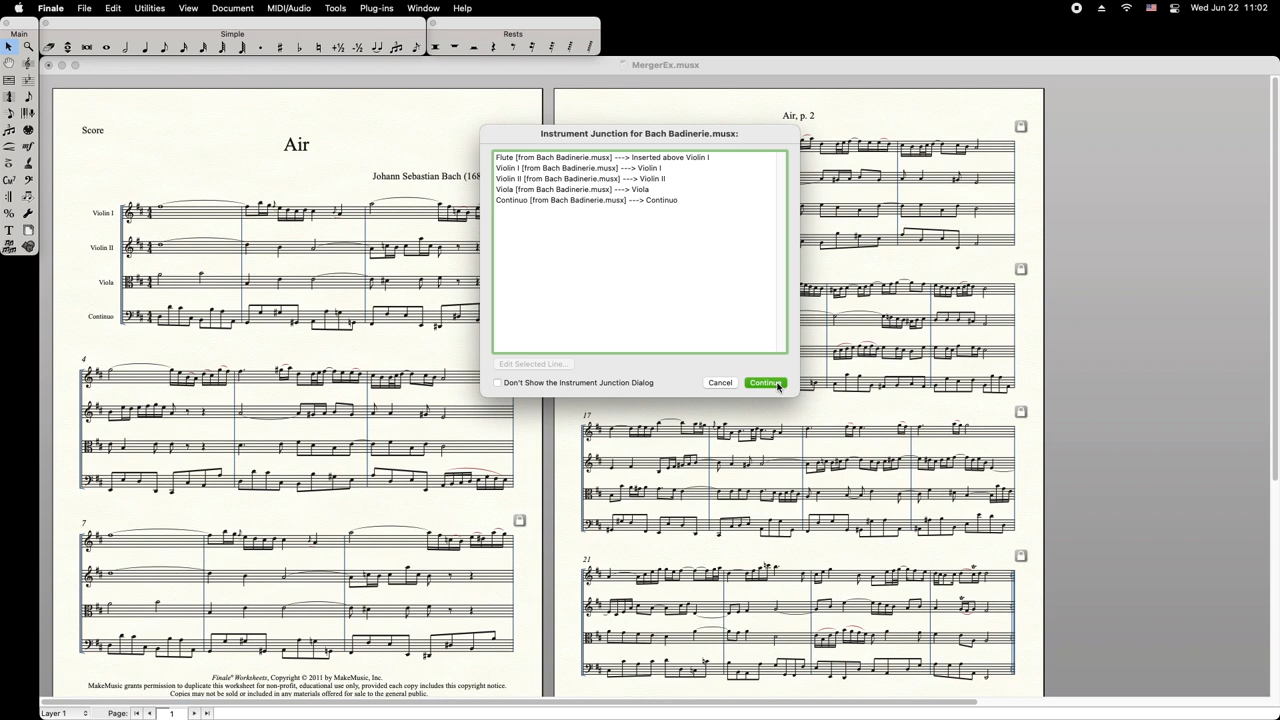 Finale File Edit Utilities View Document MIDI/Audio Tools Plug-ins Window Help Wed Jun 22 11:02
Main
Simple
Rests
MergerEx.musx
Score
Air
Johann Sebastian Bach (168
Violin I
Violin II
Viola
Continuo
4
7
Finale® Worksheets, Copyright © 2011 by MakeMusic, Inc.
MakeMusic grants permission to duplicate this worksheet for non-profit, educational use only, provided each copy includes this copyright notice.
Copies may not be sold or included in any materials offered for sale to the general public.
Air, p. 2
17
21
Instrument Junction for Bach Badinerie.musx:
Flute [from Bach Badinerie.musx] ---> Inserted above Violin I
Violin I [from Bach Badinerie.musx] ---> Violin I
Violin II [from Bach Badinerie.musx] ---> Violin II
Viola [from Bach Badinerie.musx] ---> Viola
Continuo [from Bach Badinerie.musx] ---> Continuo
Edit Selected Line...
Don't Show the Instrument Junction Dialog
Cancel
Continue
Layer 1 Page: 1